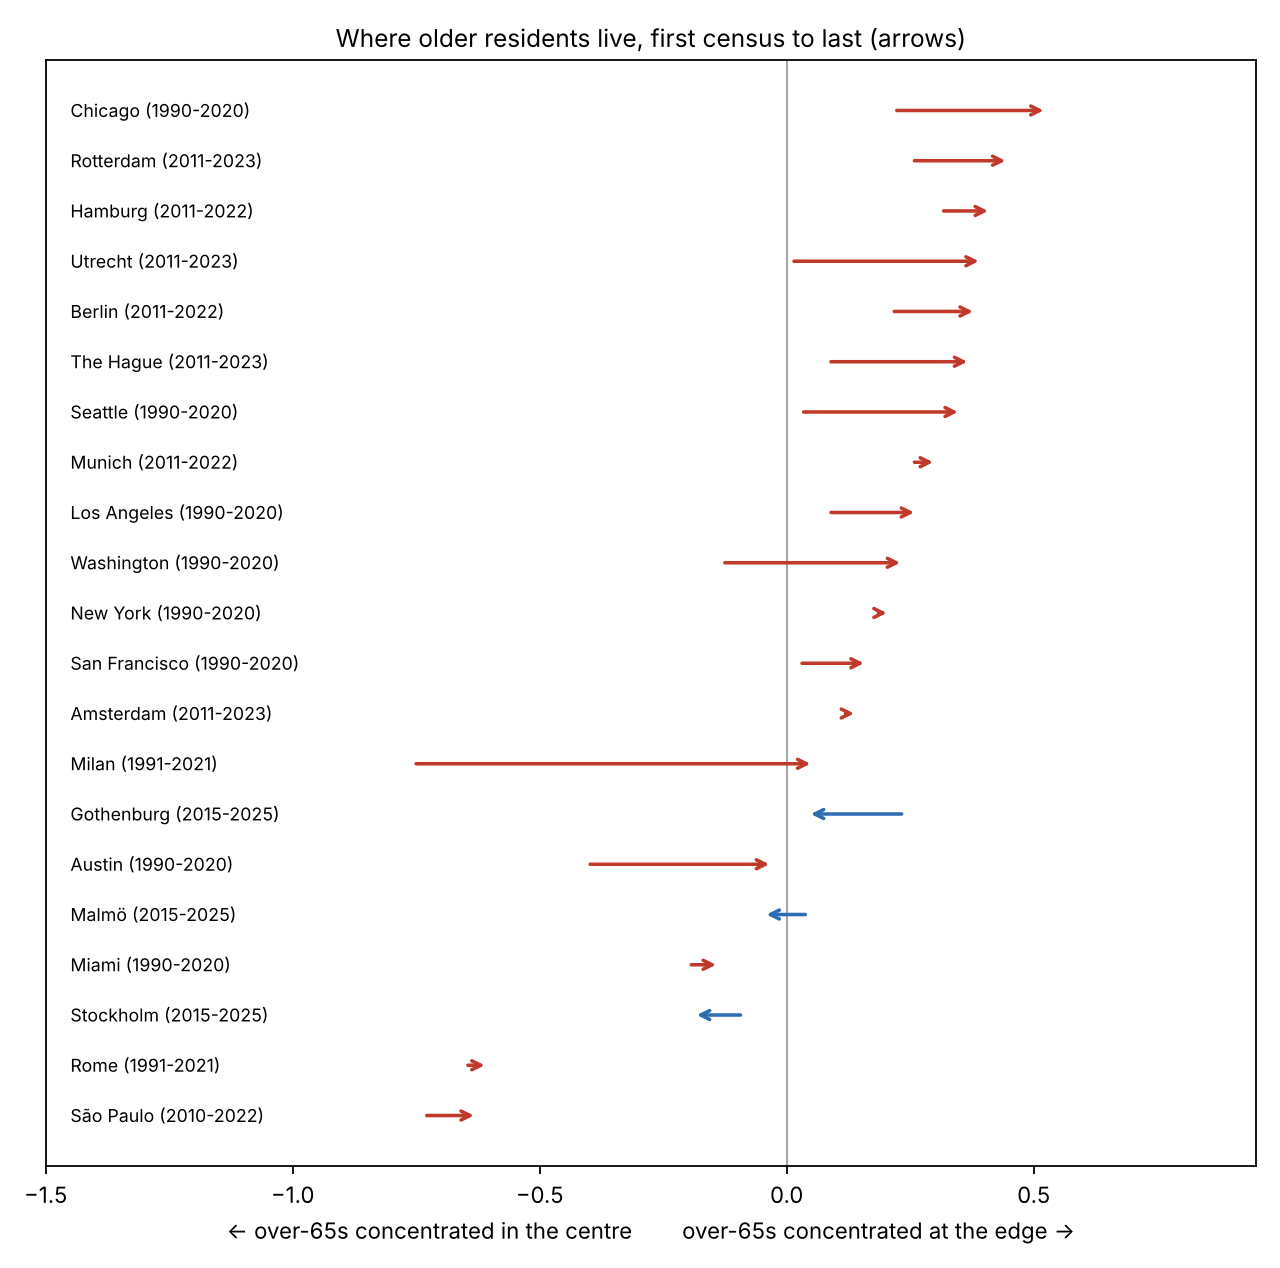 Where older residents live, first census to last (arrows)
Chicago (1990-2020)
Rotterdam (2011-2023)
Hamburg (2011-2022)
Utrecht (2011-2023)
Berlin (2011-2022)
The Hague (2011-2023)
Seattle (1990-2020)
Munich (2011-2022)
Los Angeles (1990-2020)
Washington (1990-2020)
New York (1990-2020)
San Francisco (1990-2020)
Amsterdam (2011-2023)
Milan (1991-2021)
Gothenburg (2015-2025)
Austin (1990-2020)
Malmö (2015-2025)
Miami (1990-2020)
Stockholm (2015-2025)
Rome (1991-2021)
São Paulo (2010-2022)
−1.5 −1.0 −0.5 0.0 0.5
← over-65s concentrated in the centre over-65s concentrated at the edge →